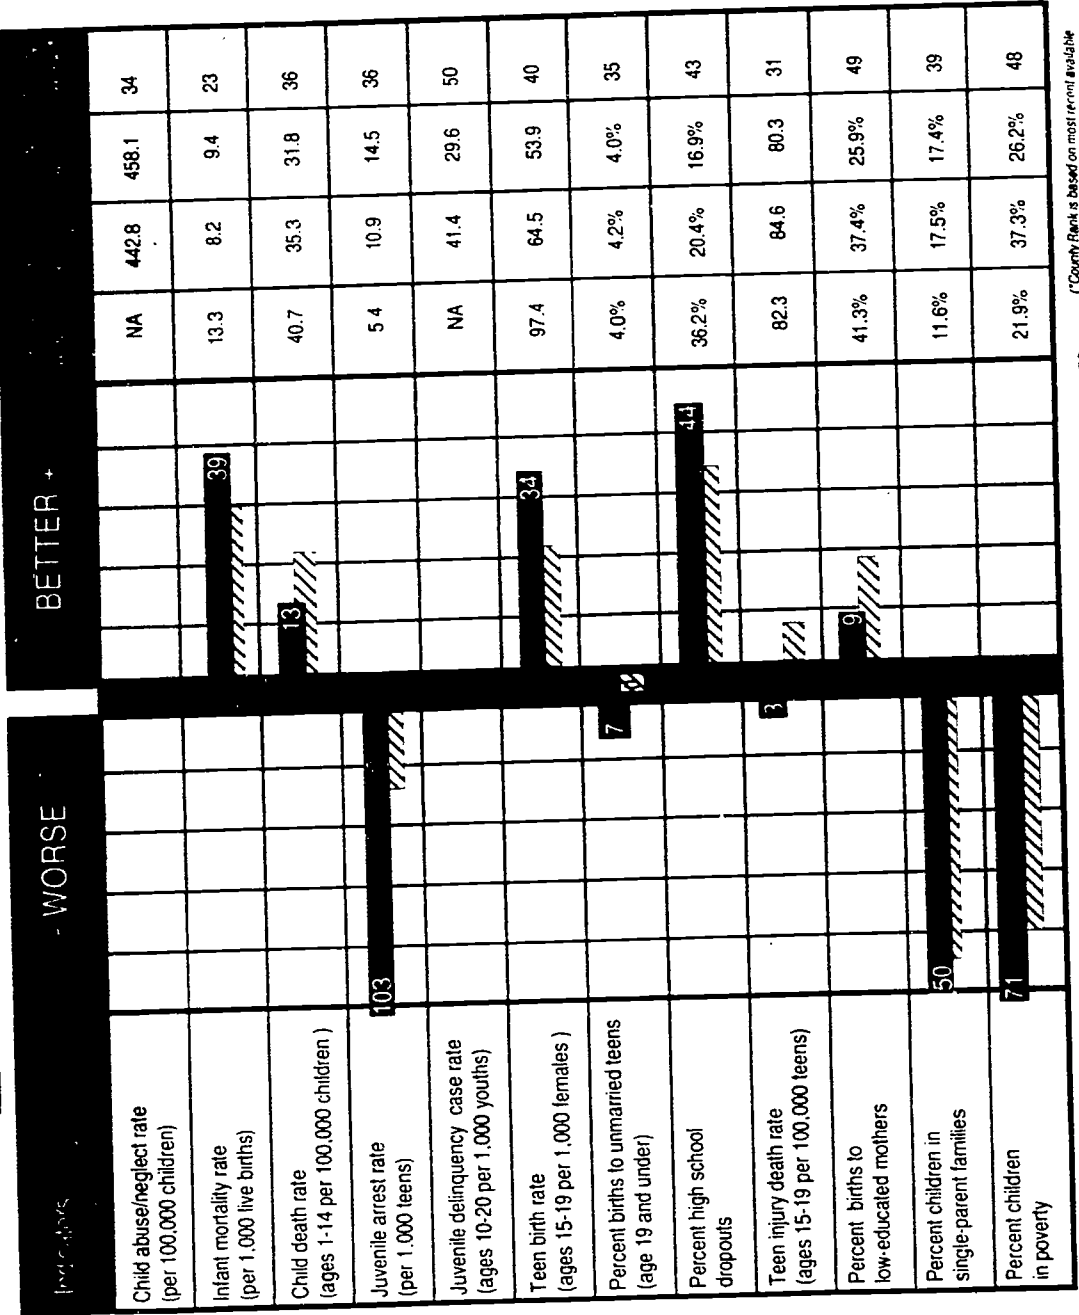 Indicators - WORSE BETTER +
Child abuse/neglect rate
(per 100,000 children)
NA 442.8 458.1 34
Infant mortality rate
(per 1,000 live births)
39 13.3 8.2 9.4 23
Child death rate
(ages 1-14 per 100,000 children )
13 40.7 35.3 31.8 36
Juvenile arrest rate
(per 1,000 teens)
103 5 4 10.9 14.5 36
Juvenile delinquency case rate
(ages 10-20 per 1,000 youths)
NA 41.4 29.6 50
Teen birth rate
(ages 15-19 per 1,000 females )
34 97.4 64.5 53.9 40
Percent births to unmarried teens
(age 19 and under)
7 4.0% 4.2% 4.0% 35
Percent high school
dropouts
44 36.2% 20.4% 16.9% 43
Teen injury death rate
(ages 15-19 per 100,000 teens)
3 82.3 84.6 80.3 31
Percent births to
low-educated mothers
9 41.3% 37.4% 25.9% 49
Percent children in
single-parent families
50 11.6% 17.5% 17.4% 39
Percent children
in poverty
71 21.9% 37.3% 26.2% 48
(*County Rank is based on most recent available